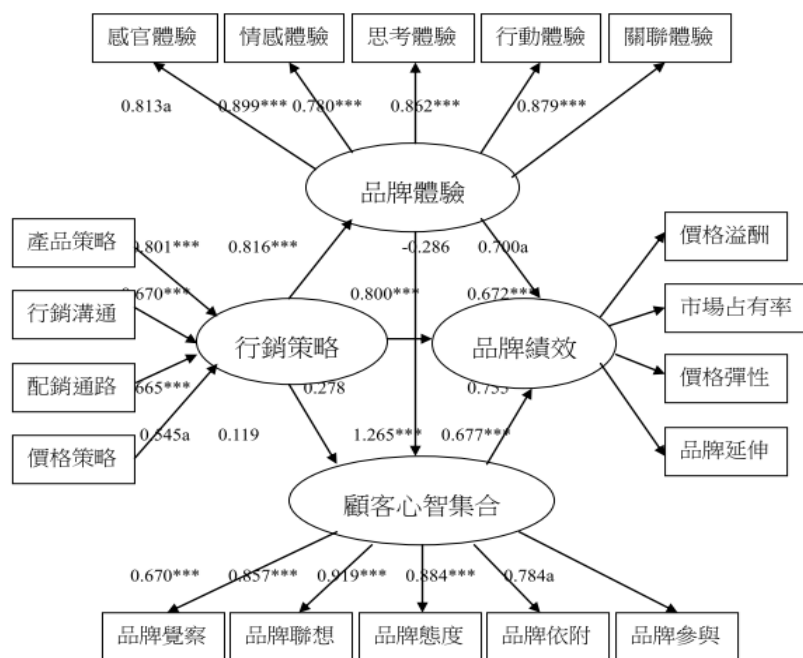 感官體驗 情感體驗 思考體驗 行動體驗 關聯體驗
0.813a 0.899*** 0.780*** 0.862*** 0.879***
品牌體驗
產品策略 0.801*** 0.816*** -0.286 0.700a 價格溢酬
0.670*** 0.800*** 0.672***
行銷溝通 市場占有率
行銷策略 品牌績效
配銷通路 0.278 價格彈性
價格策略 0.545a 0.119 1.265*** 0.677*** 品牌延伸
顧客心智集合
0.670*** 0.857*** 0.919*** 0.884*** 0.784a
品牌覺察 品牌聯想 品牌態度 品牌依附 品牌參與